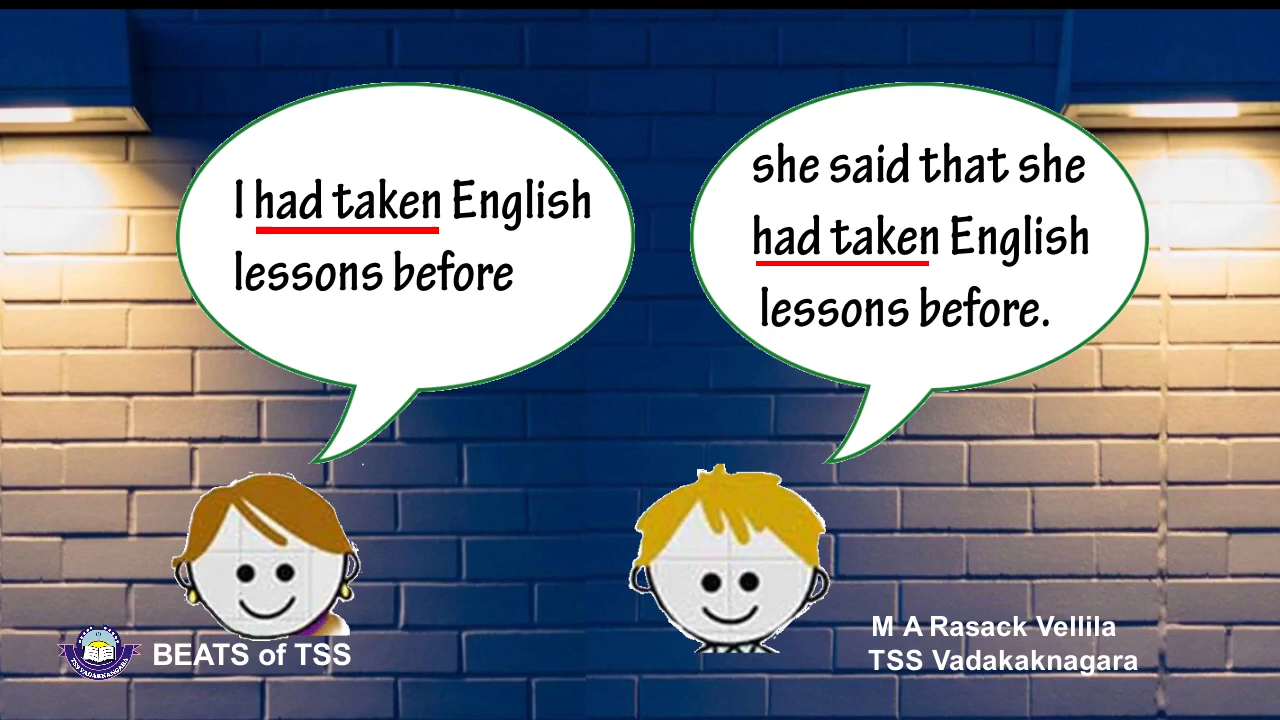 I had taken English
lessons before
she said that she
had taken English
lessons before.
BEATS of TSS
M A Rasack Vellila
TSS Vadakaknagara